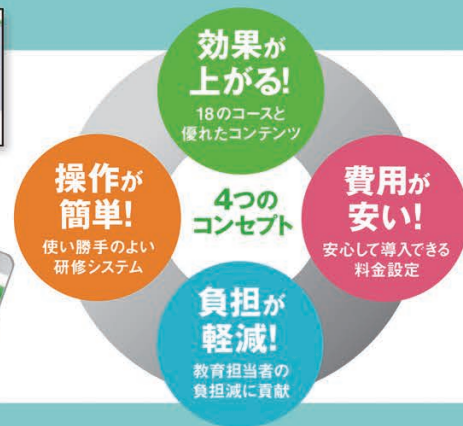 効果が
上がる!
18のコースと
優れたコンテンツ
操作が
簡単!
使い勝手のよい
研修システム
4つの
コンセプト
費用が
安い!
安心して導入できる
料金設定
負担が
軽減!
教育担当者の
負担減に貢献